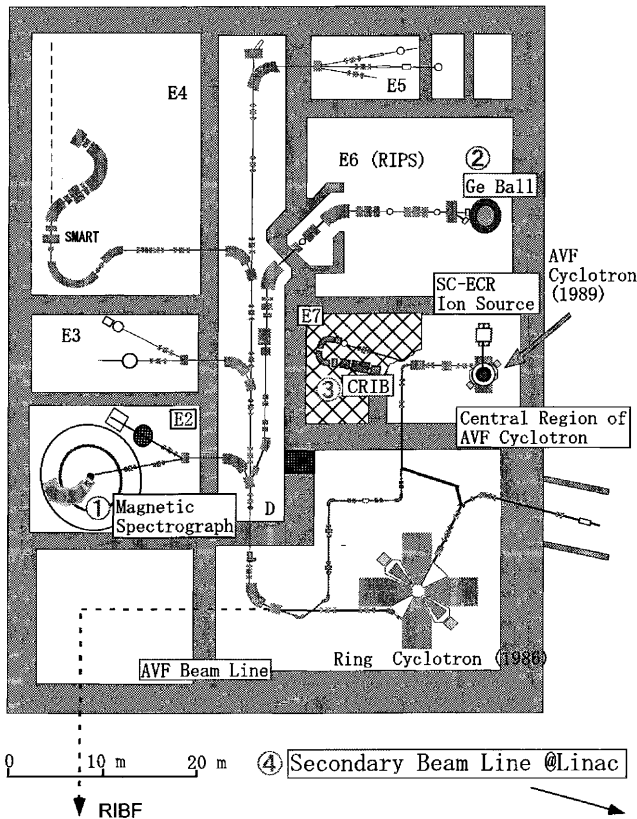 E4
E5
E6 (RIPS)
②
Ge Ball
SMART
AVF
Cyclotron
(1989)
SC-ECR
Ion Source
E7
E3
③
CRIB
Central Region of
AVF Cyclotron
E2
①
Magnetic
Spectrograph
D
AVF Beam Line
Ring Cyclotron (1986)
0 10 m 20 m
④ Secondary Beam Line @Linac
RIBF